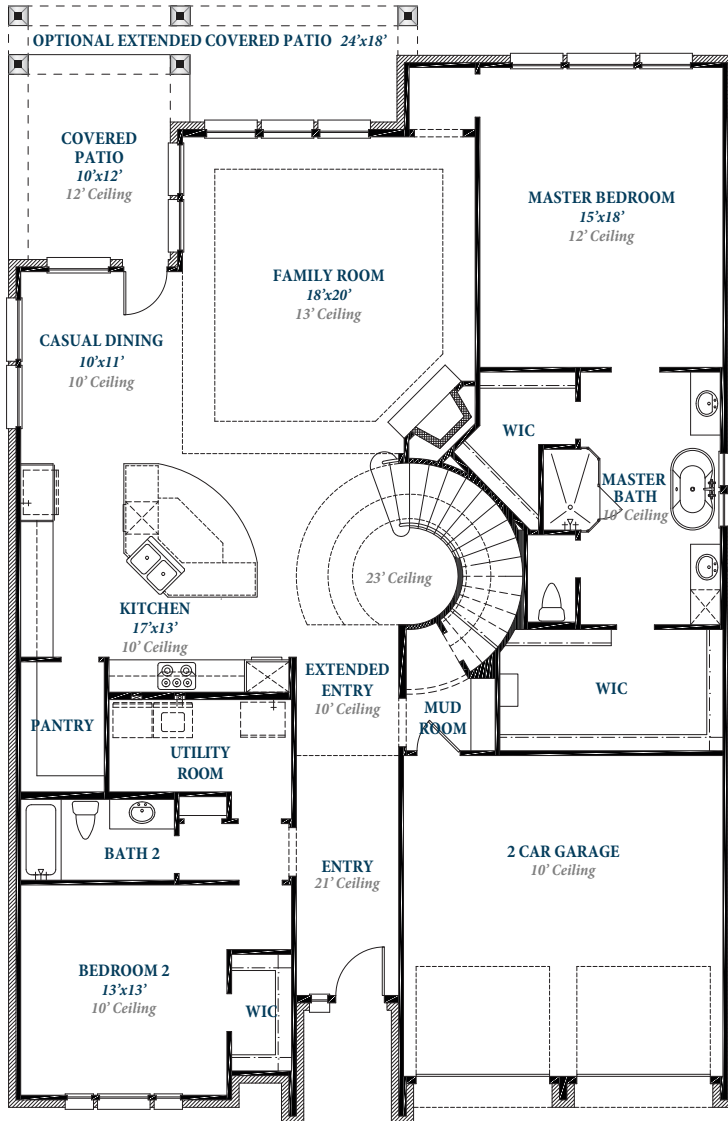 OPTIONAL EXTENDED COVERED PATIO 24'x18'
COVERED
PATIO
10'x12'
12' Ceiling
MASTER BEDROOM
15'x18'
12' Ceiling
FAMILY ROOM
18'x20'
13' Ceiling
CASUAL DINING
10'x11'
10' Ceiling
WIC
MASTER
BATH
10' Ceiling
23' Ceiling
KITCHEN
17'x13'
10' Ceiling
EXTENDED
ENTRY
10' Ceiling
WIC
MUD
ROOM
PANTRY
UTILITY
ROOM
BATH 2
ENTRY
21' Ceiling
2 CAR GARAGE
10' Ceiling
BEDROOM 2
13'x13'
10' Ceiling
WIC